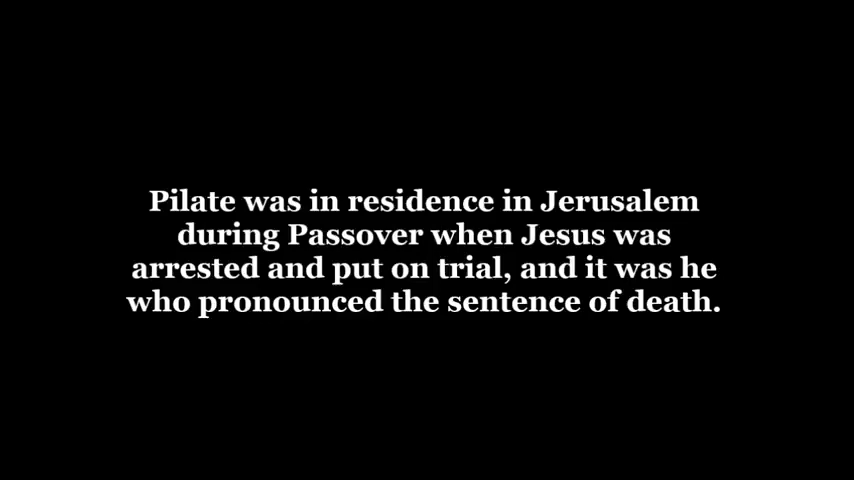 Pilate was in residence in Jerusalem
during Passover when Jesus was
arrested and put on trial, and it was he
who pronounced the sentence of death.